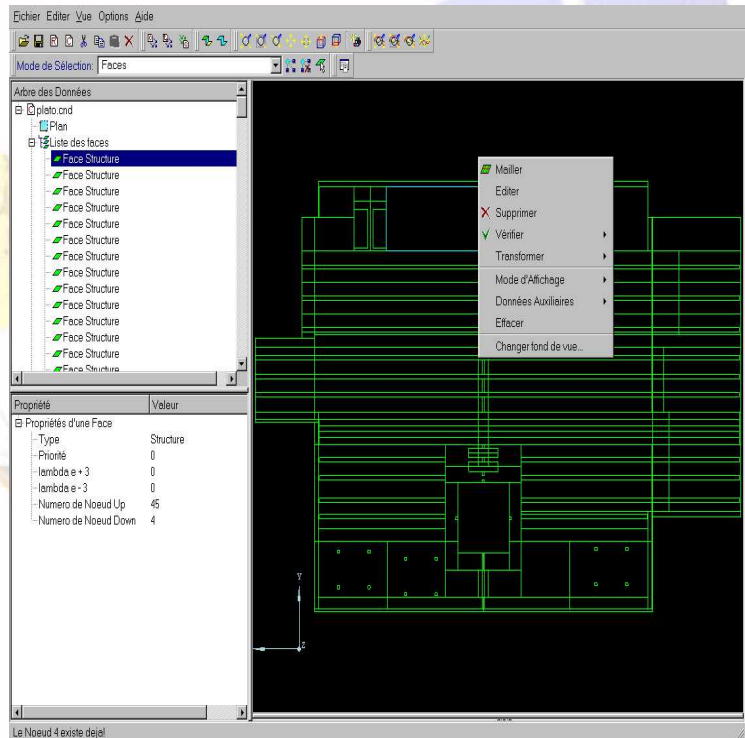 Fichier Editer Vue Options Aide
Mode de Sélection: Faces
Arbre des Données
plato.cnd
Plan
Liste des faces
Face Structure
Face Structure
Face Structure
Face Structure
Face Structure
Face Structure
Face Structure
Face Structure
Face Structure
Face Structure
Face Structure
Face Structure
Face Structure
Face Structure
Propriété Valeur
Propriétés d'une Face
Type Structure
Priorité 0
lambda e + 3 0
lambda e - 3 0
Numero de Noeud Up 45
Numero de Noeud Down 4
Mailler
Editer
Supprimer
Vérifier
Transformer
Mode d'Affichage
Données Auxiliaires
Effacer
Changer fond de vue...
Y
Z
Le Noeud 4 existe deja!